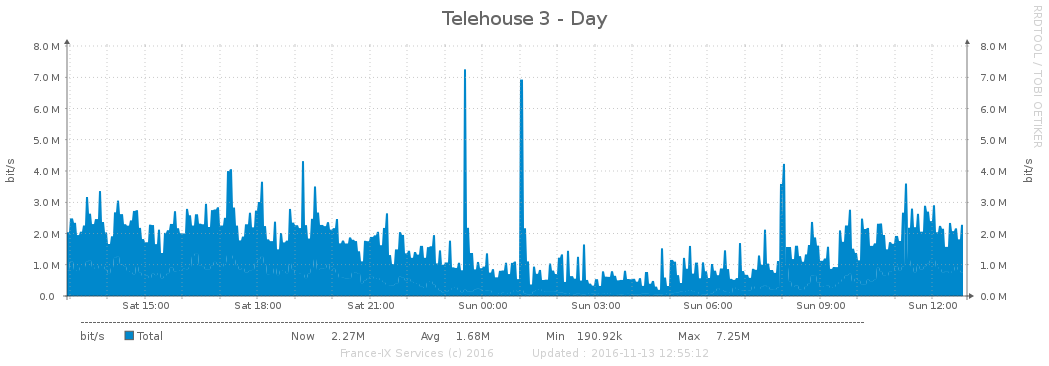 Telehouse 3 - Day
RRDTOOL / TOBI OETIKER
8.0 M 8.0 M
7.0 M 7.0 M
6.0 M 6.0 M
5.0 M 5.0 M
4.0 M 4.0 M
3.0 M 3.0 M
2.0 M 2.0 M
1.0 M 1.0 M
0.0 0.0 M
bit/s bit/s
Sat 15:00 Sat 18:00 Sat 21:00 Sun 00:00 Sun 03:00 Sun 06:00 Sun 09:00 Sun 12:00
bit/s Total Now 2.27M Avg 1.68M Min 190.92k Max 7.25M
France-IX Services (c) 2016 Updated : 2016-11-13 12:55:12